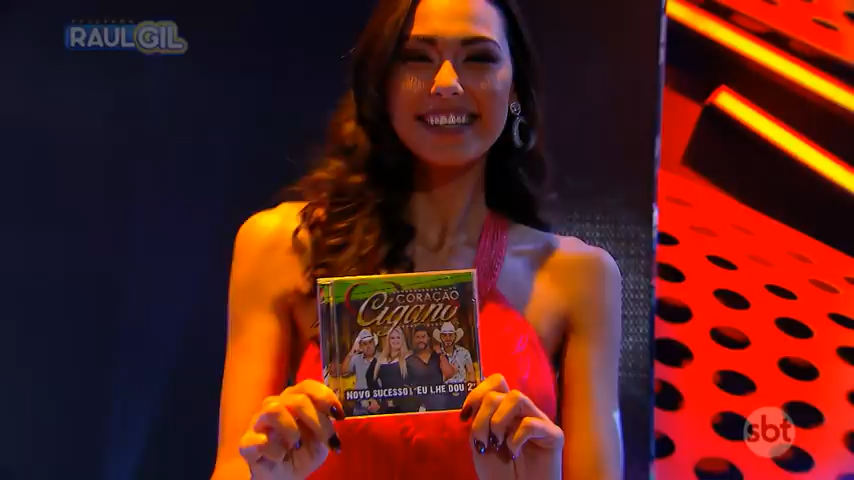 RAUL GIL
CORAÇÃO
Cigano
NOVO SUCESSO: "EU LHE DOU 2"
sbt